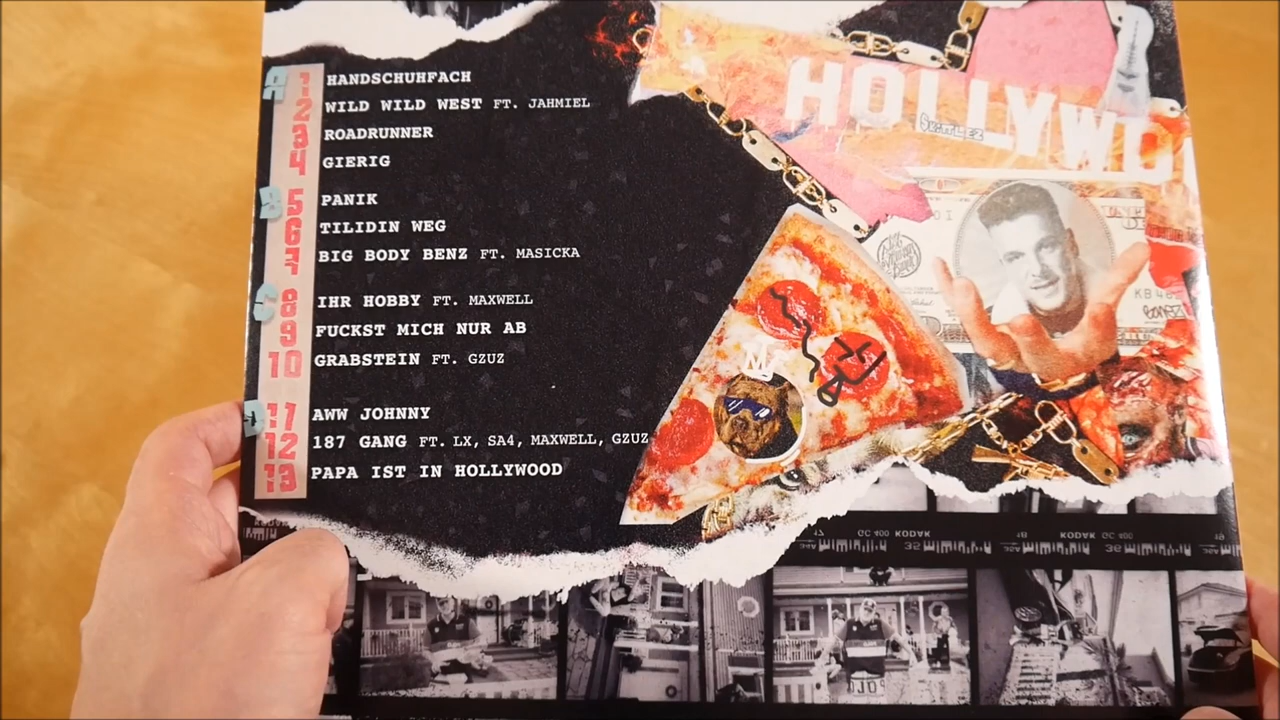 A
1 HANDSCHUHFACH
2 WILD WILD WEST FT. JAHMIEL
3 ROADRUNNER
4 GIERIG
B
5 PANIK
6 TILIDIN WEG
7 BIG BODY BENZ FT. MASICKA
C
8 IHR HOBBY FT. MAXWELL
9 FUCKST MICH NUR AB
10 GRABSTEIN FT. GZUZ
D
11 AWW JOHNNY
12 187 GANG FT. LX, SA4, MAXWELL, GZUZ
13 PAPA IST IN HOLLYWOOD
HOLLYWO
KODAK
GC 400 KODAK